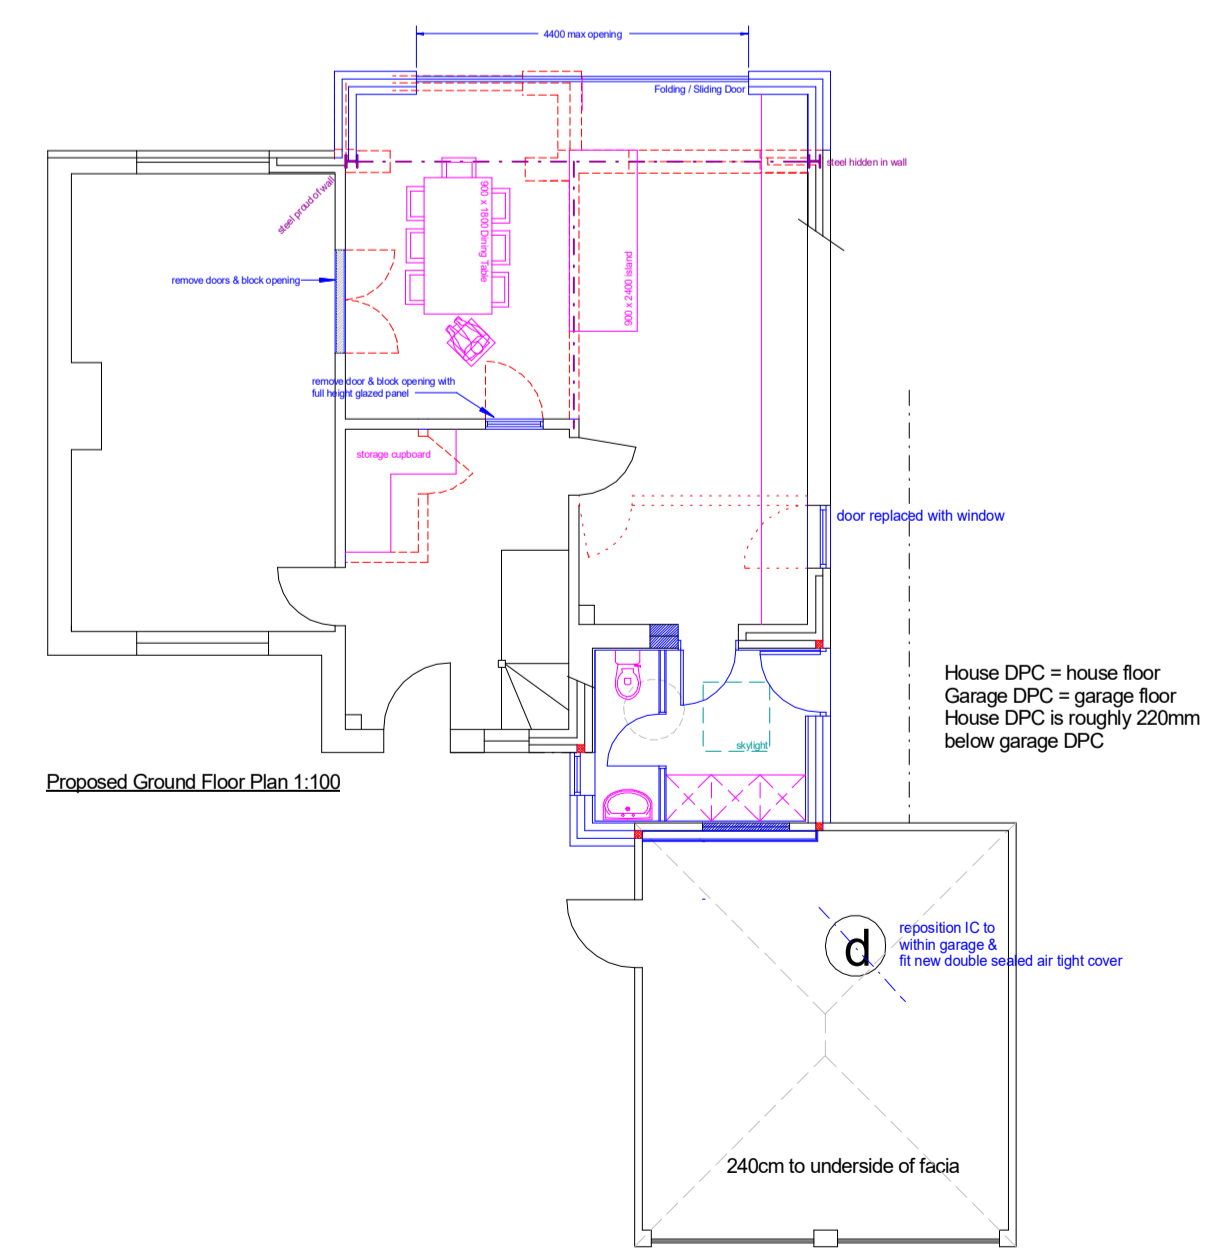 4400 max opening
Folding / Sliding Door
steel hidden in wall
steel proud of wall
900 x 1800 Dining Table
900 x 2400 island
remove doors & block opening
remove door & block opening with
full height glazed panel
storage cupboard
door replaced with window
House DPC = house floor
Garage DPC = garage floor
House DPC is roughly 220mm
below garage DPC
skylight
Proposed Ground Floor Plan 1:100
d
reposition IC to
within garage &
fit new double sealed air tight cover
240cm to underside of facia